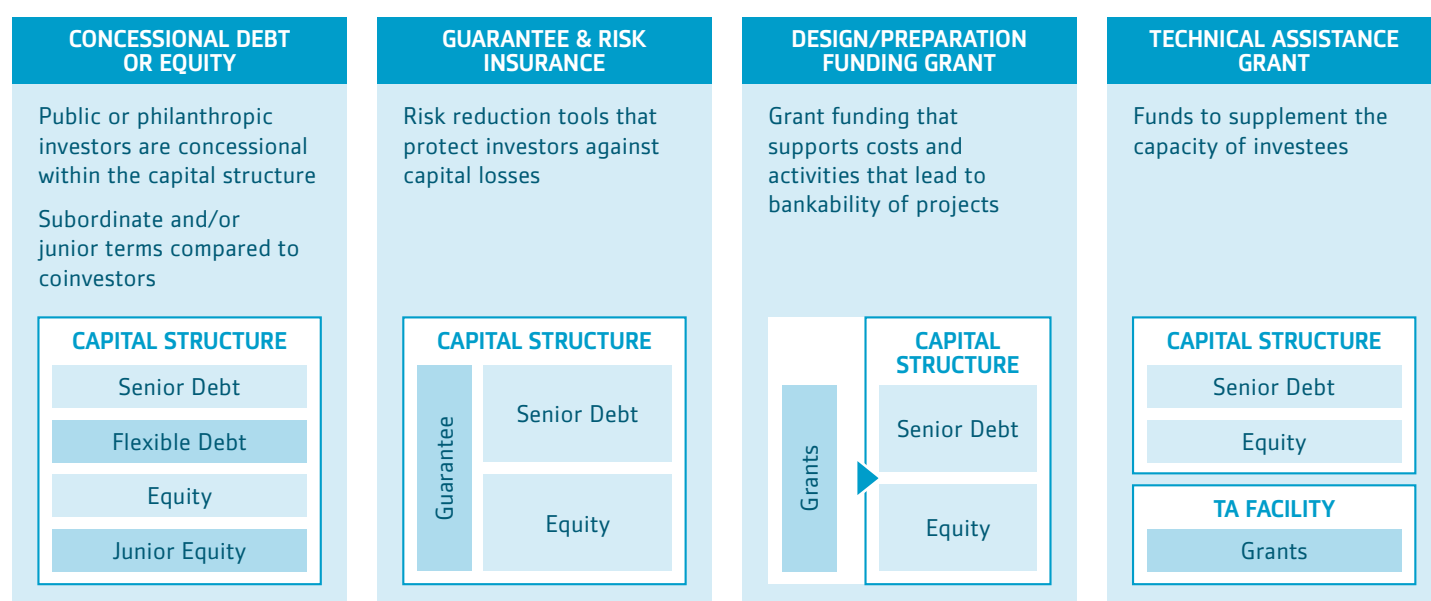 CONCESSIONAL DEBT
OR EQUITY
Public or philanthropic
investors are concessional
within the capital structure
Subordinate and/or
junior terms compared to
coinvestors
CAPITAL STRUCTURE
Senior Debt
Flexible Debt
Equity
Junior Equity
GUARANTEE & RISK
INSURANCE
Risk reduction tools that
protect investors against
capital losses
CAPITAL STRUCTURE
Guarantee
Senior Debt
Equity
DESIGN/PREPARATION
FUNDING GRANT
Grant funding that
supports costs and
activities that lead to
bankability of projects
Grants
CAPITAL
STRUCTURE
Senior Debt
Equity
TECHNICAL ASSISTANCE
GRANT
Funds to supplement the
capacity of investees
CAPITAL STRUCTURE
Senior Debt
Equity
TA FACILITY
Grants